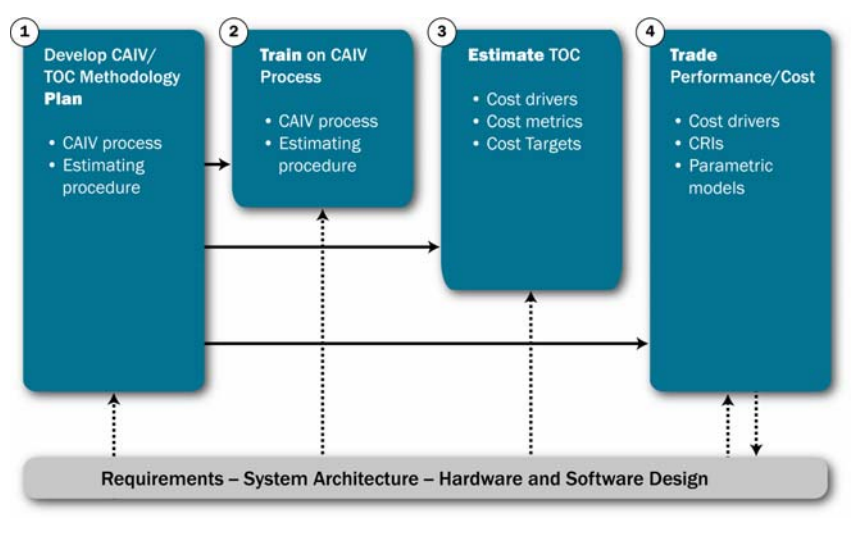 1
Develop CAIV/
TOC Methodology
Plan
• CAIV process
• Estimating
procedure
2
Train on CAIV
Process
• CAIV process
• Estimating
procedure
3
Estimate TOC
• Cost drivers
• Cost metrics
• Cost Targets
4
Trade
Performance/Cost
• Cost drivers
• CRIs
• Parametric
models
Requirements – System Architecture – Hardware and Software Design